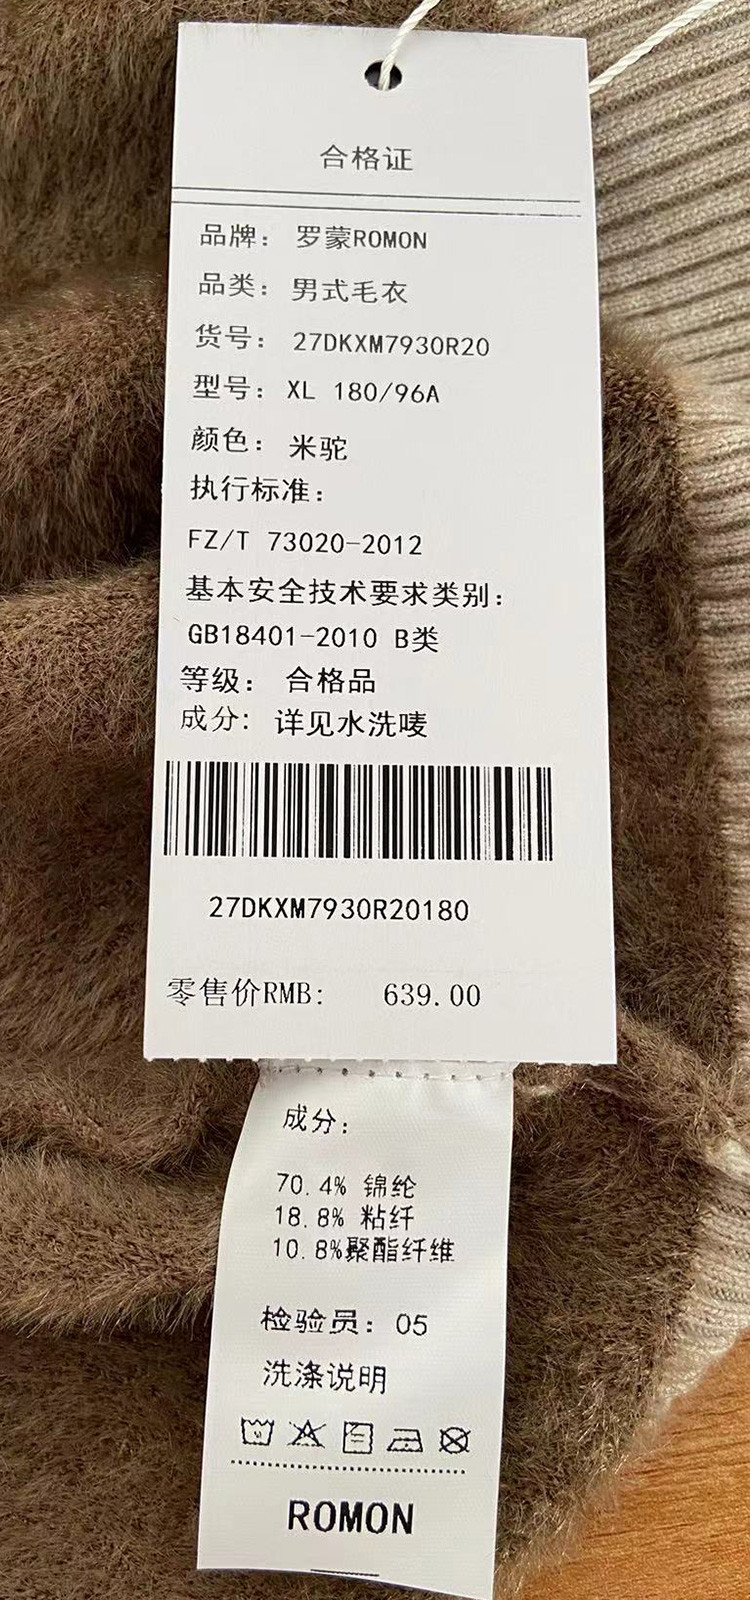 合格证
品牌： 罗蒙ROMON
品类： 男式毛衣
货号： 27DKXM7930R20
型号： XL 180/96A
颜色： 米驼
执行标准：
FZ/T 73020-2012
基本安全技术要求类别：
GB18401-2010 B类
等级： 合格品
成分： 详见水洗唛
27DKXM7930R20180
零售价RMB: 639.00
成分：
70.4% 锦纶
18.8% 粘纤
10.8%聚酯纤维
检验员：05
洗涤说明
ROMON